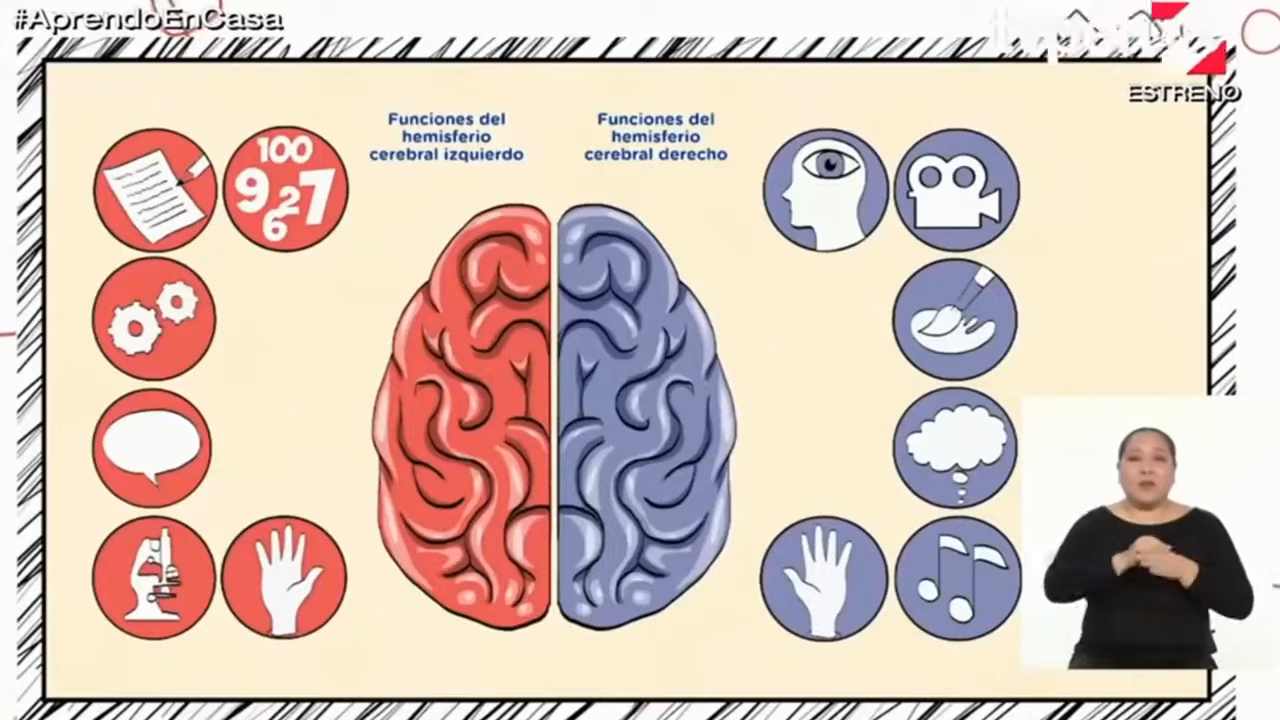 #AprendoEnCasa
ESTRENO
Funciones del
hemisferio
cerebral izquierdo
Funciones del
hemisferio
cerebral derecho
100
9 2 7
6